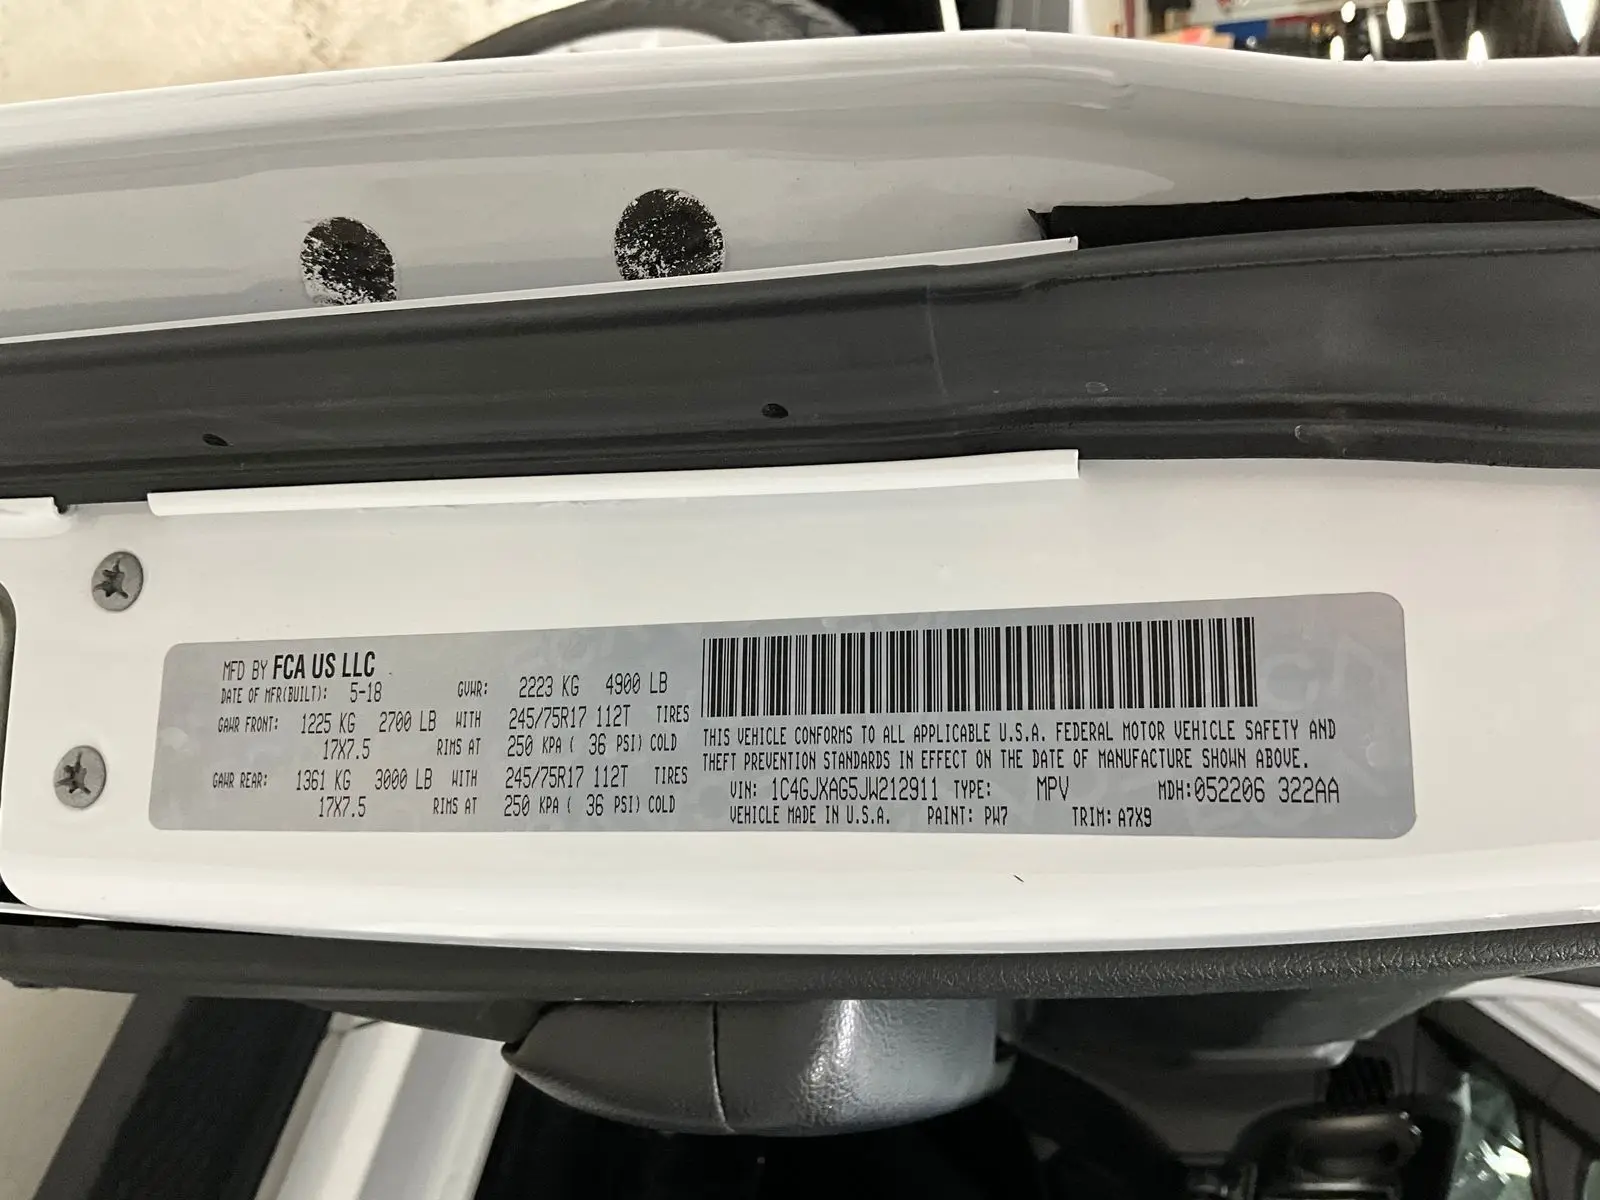 MFD BY FCA US LLC
DATE OF MFR(BUILT): 5-18 GVWR: 2223 KG 4900 LB
GAWR FRONT: 1225 KG 2700 LB WITH 245/75R17 112T TIRES
17X7.5 RIMS AT 250 KPA ( 36 PSI) COLD
GAWR REAR: 1361 KG 3000 LB WITH 245/75R17 112T TIRES
17X7.5 RIMS AT 250 KPA ( 36 PSI) COLD
THIS VEHICLE CONFORMS TO ALL APPLICABLE U.S.A. FEDERAL MOTOR VEHICLE SAFETY AND
THEFT PREVENTION STANDARDS IN EFFECT ON THE DATE OF MANUFACTURE SHOWN ABOVE.
VIN: 1C4GJXAG5JW212911 TYPE: MPV MDH:052206 322AA
VEHICLE MADE IN U.S.A. PAINT: PW7 TRIM: A7X9